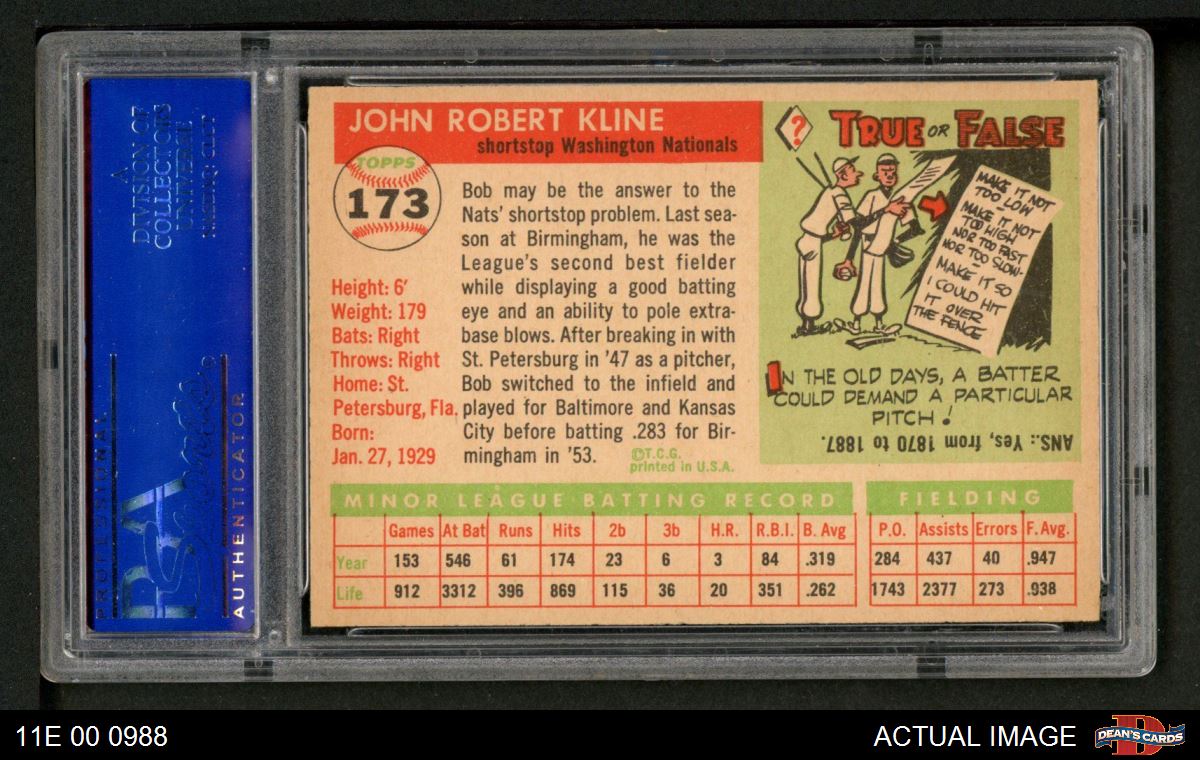 A
DIVISION OF
COLLECTORS
UNIVERSE
NASDAQ: CLCT
PROFESSIONAL
PSA
AUTHENTICATOR
JOHN ROBERT KLINE
shortstop Washington Nationals
TOPPS
173
Height: 6'
Weight: 179
Bats: Right
Throws: Right
Home: St.
Petersburg, Fla.
Born:
Jan. 27, 1929
Bob may be the answer to the
Nats' shortstop problem. Last sea-
son at Birmingham, he was the
League's second best fielder
while displaying a good batting
eye and an ability to pole extra-
base blows. After breaking in with
St. Petersburg in '47 as a pitcher,
Bob switched to the infield and
played for Baltimore and Kansas
City before batting .283 for Bir-
mingham in '53.
©T.C.G.
printed in U.S.A.
?
TRUE OR FALSE
MAKE IT NOT
TOO LOW
MAKE IT NOT
TOO HIGH
NOR TOO FAST
NOR TOO SLOW-
MAKE IT SO
I COULD HIT
IT OVER
THE FENCE
IN THE OLD DAYS, A BATTER
COULD DEMAND A PARTICULAR
PITCH!
ANS.: Yes, from 1870 to 1887.
MINOR LEAGUE BATTING RECORD
Games At Bat Runs Hits 2b 3b H.R. R.B.I. B. Avg
Year 153 546 61 174 23 6 3 84 .319
Life 912 3312 396 869 115 36 20 351 .262
FIELDING
P.O. Assists Errors F. Avg.
284 437 40 .947
1743 2377 273 .938
11E 00 0988
ACTUAL IMAGE
D
DEAN'S CARDS